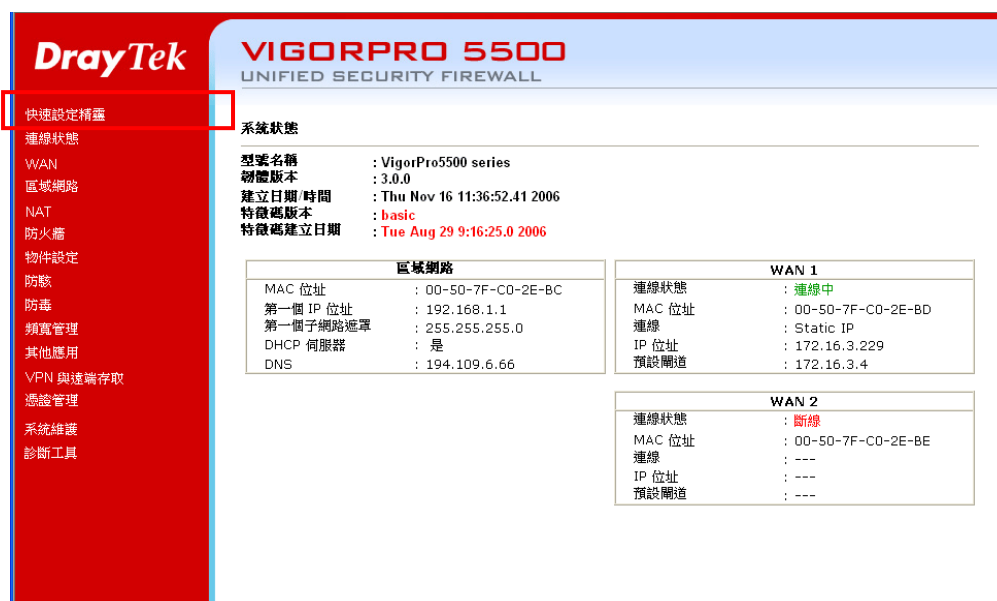 DrayTek
VIGORPRO 5500
UNIFIED SECURITY FIREWALL
快速設定精靈
連線狀態
WAN
區域網路
NAT
防火牆
物件設定
防駭
防毒
頻寬管理
其他應用
VPN 與遠端存取
憑證管理
系統維護
診斷工具
系統狀態
型號名稱 : VigorPro5500 series
韌體版本 : 3.0.0
建立日期/時間 : Thu Nov 16 11:36:52.41 2006
特徵碼版本 : basic
特徵碼建立日期 : Tue Aug 29 9:16:25.0 2006
區域網路
MAC 位址 : 00-50-7F-C0-2E-BC
第一個 IP 位址 : 192.168.1.1
第一個子網路遮罩 : 255.255.255.0
DHCP 伺服器 : 是
DNS : 194.109.6.66
WAN 1
連線狀態 : 連線中
MAC 位址 : 00-50-7F-C0-2E-BD
連線 : Static IP
IP 位址 : 172.16.3.229
預設閘道 : 172.16.3.4
WAN 2
連線狀態 : 斷線
MAC 位址 : 00-50-7F-C0-2E-BE
連線 : ---
IP 位址 : ---
預設閘道 : ---